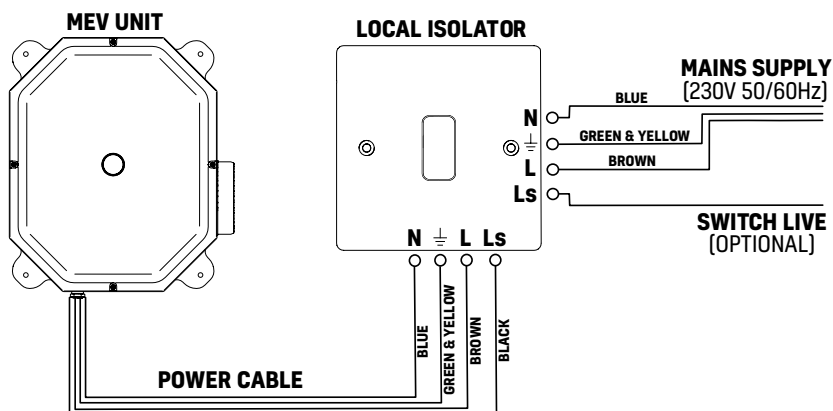 MEV UNIT
LOCAL ISOLATOR
MAINS SUPPLY
(230V 50/60Hz)
BLUE
N
GREEN & YELLOW
BROWN
L
Ls
SWITCH LIVE
(OPTIONAL)
N L Ls
BLUE
GREEN & YELLOW
BROWN
BLACK
POWER CABLE